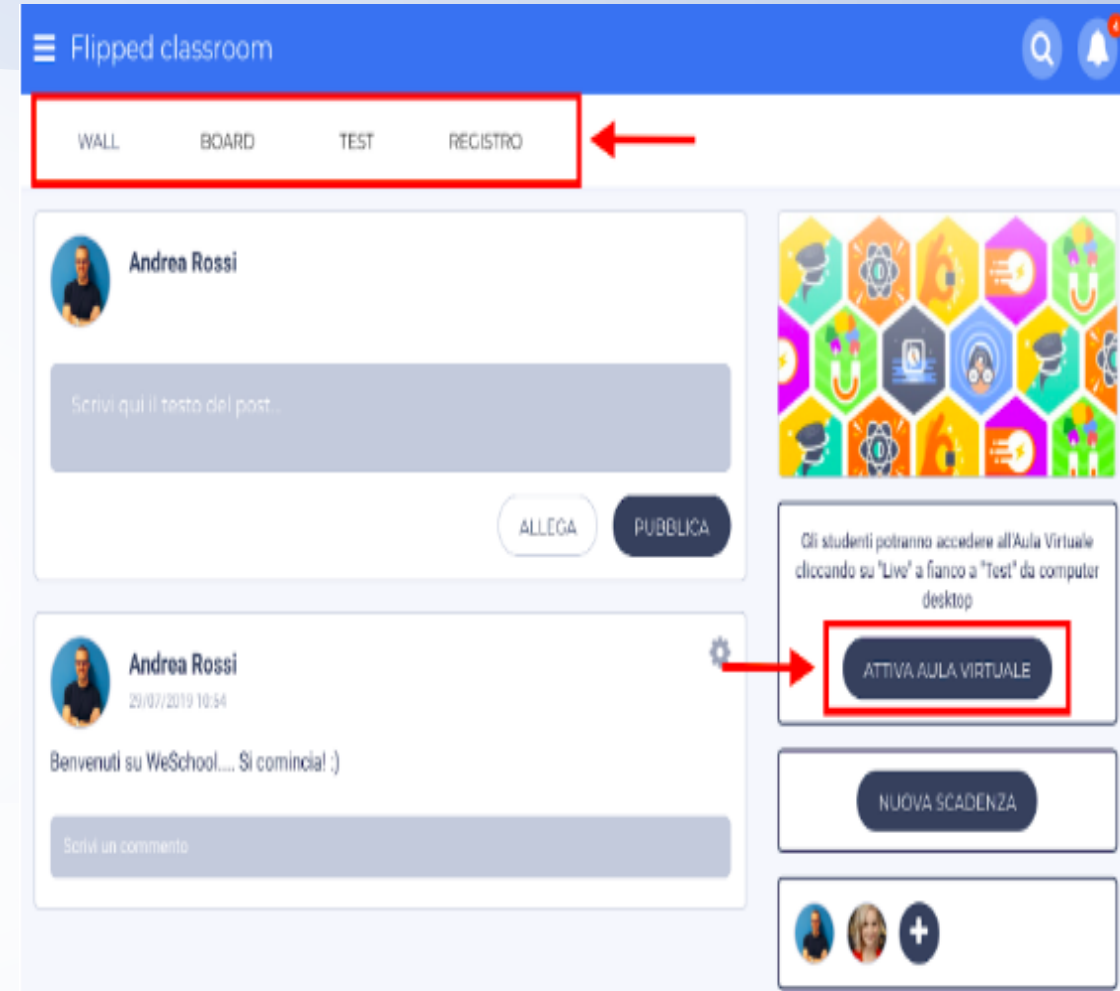 Flipped classroom
4
WALL BOARD TEST REGISTRO
Andrea Rossi
Scrivi qui il testo del post...
ALLEGA PUBBLICA
Andrea Rossi
29/07/2019 10:54
Benvenuti su WeSchool.... Si comincia! :)
Scrivi un commento
Gli studenti potranno accedere all'Aula Virtuale
cliccando su "Live" a fianco a "Test" da computer
desktop
ATTIVA AULA VIRTUALE
NUOVA SCADENZA